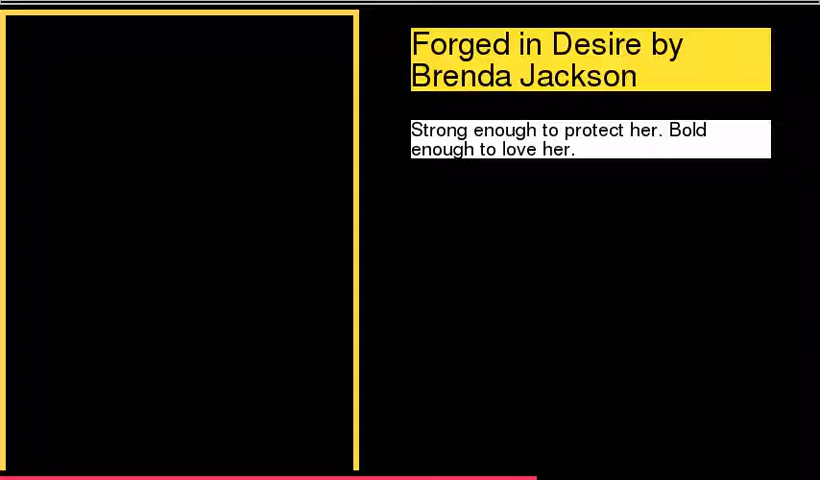 Forged in Desire by
Brenda Jackson
Strong enough to protect her. Bold
enough to love her.